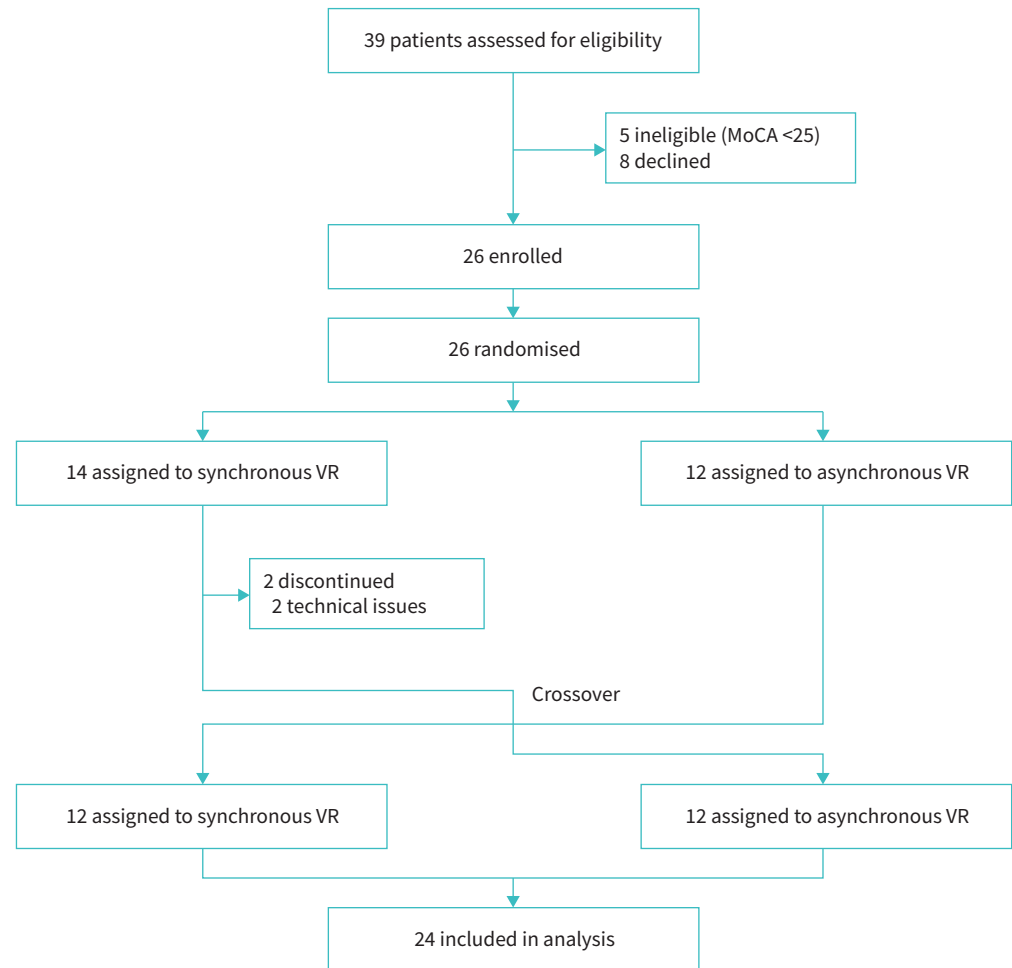 39 patients assessed for eligibility
5 ineligible (MoCA <25)
8 declined
26 enrolled
26 randomised
14 assigned to synchronous VR
12 assigned to asynchronous VR
2 discontinued
2 technical issues
Crossover
12 assigned to synchronous VR
12 assigned to asynchronous VR
24 included in analysis